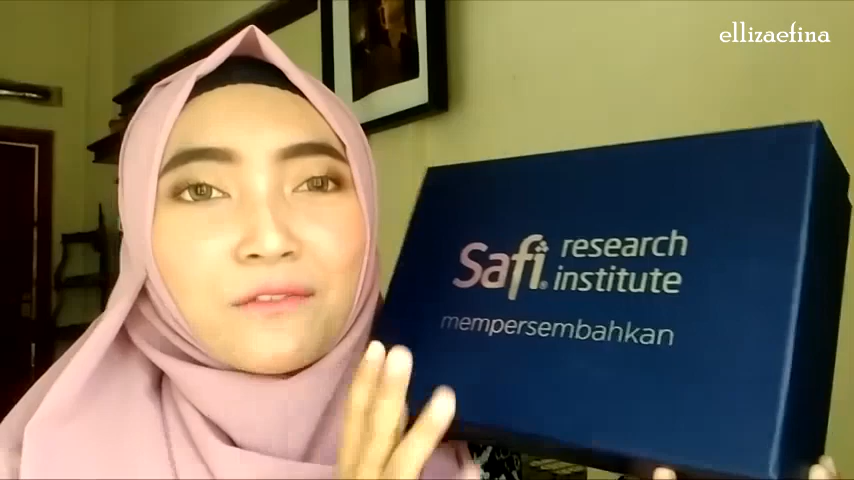 ellizaefina
Safi® research
institute
mempersembahkan